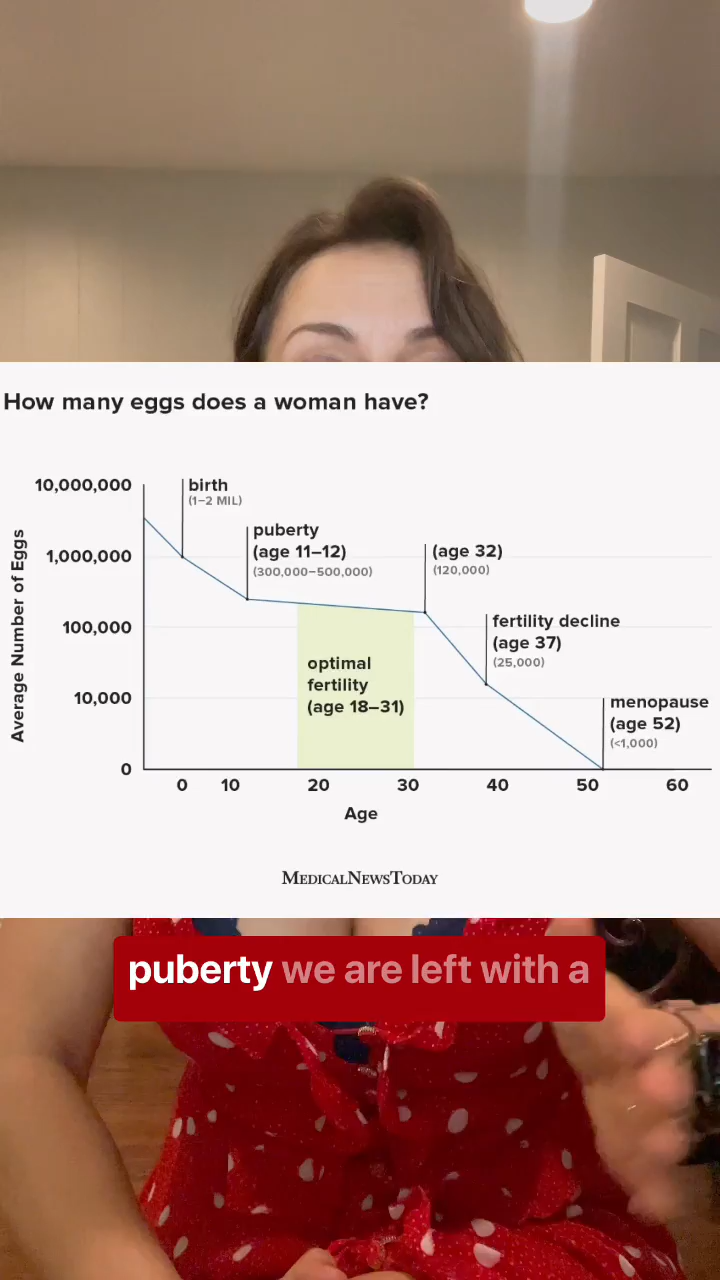 How many eggs does a woman have?
10,000,000
birth
(1–2 MIL)
puberty
(age 11–12)
(300,000–500,000)
(age 32)
(120,000)
1,000,000
fertility decline
(age 37)
(25,000)
100,000
optimal
fertility
(age 18–31)
10,000
menopause
(age 52)
(<1,000)
0
Average Number of Eggs
0 10 20 30 40 50 60
Age
MEDICALNEWSTODAY
puberty we are left with a